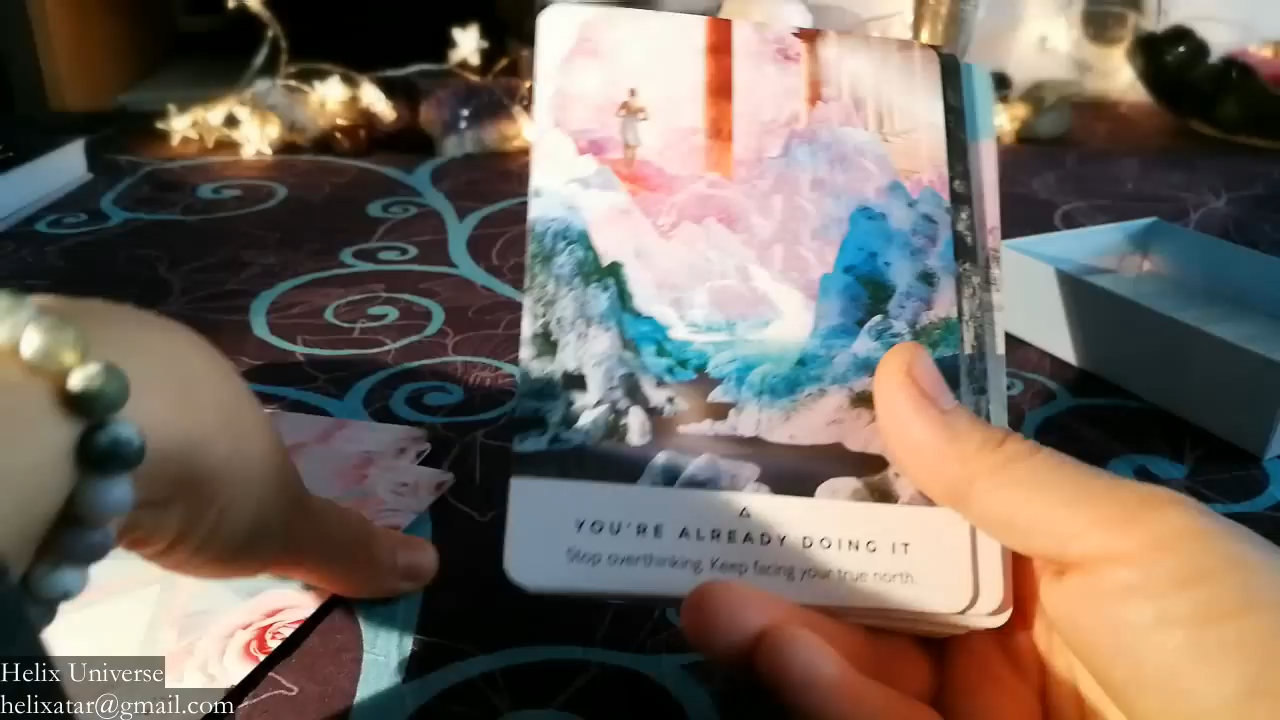 YOU'RE ALREADY DOING IT
Stop overthinking. Keep facing your true north.
Helix Universe
helixatar@gmail.com